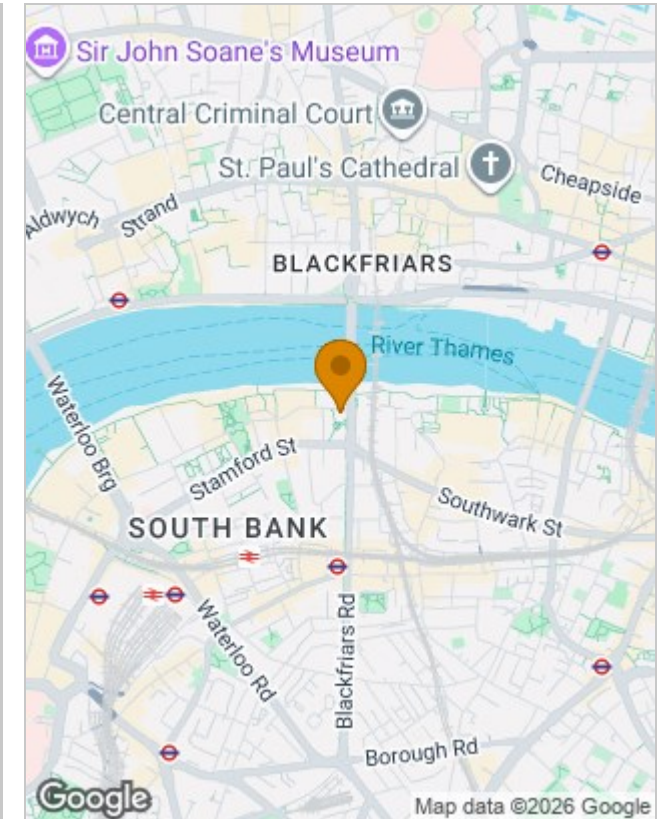 Sir John Soane's Museum
Central Criminal Court
St. Paul's Cathedral
Cheapside
Aldwych
Strand
BLACKFRIARS
River Thames
Waterloo Brg
Stamford St
Southwark St
SOUTH BANK
Waterloo Rd
Blackfriars Rd
Borough Rd
Google
Map data ©2026 Google